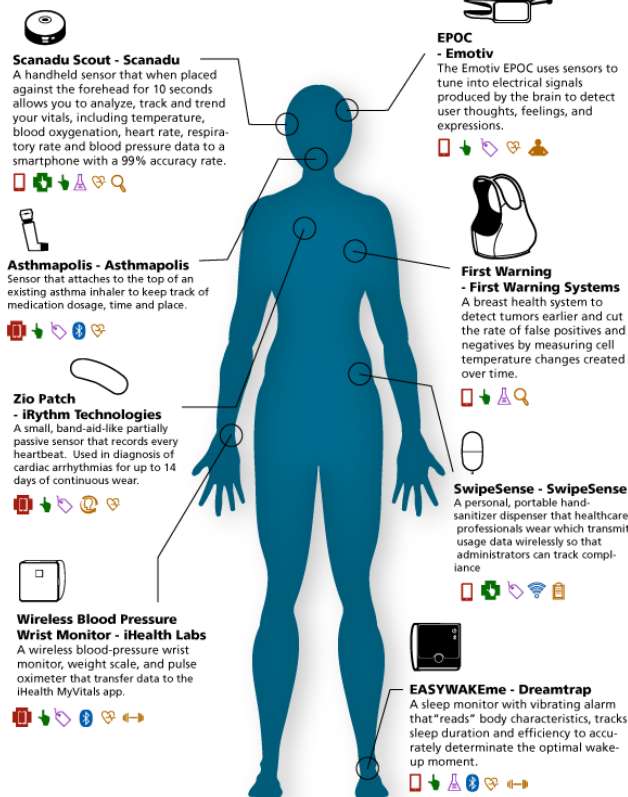 Scanadu Scout - Scanadu
A handheld sensor that when placed
against the forehead for 10 seconds
allows you to analyze, track and trend
your vitals, including temperature,
blood oxygenation, heart rate, respira-
tory rate and blood pressure data to a
smartphone with a 99% accuracy rate.
Asthmapolis - Asthmapolis
Sensor that attaches to the top of an
existing asthma inhaler to keep track of
medication dosage, time and place.
Zio Patch
- iRythm Technologies
A small, band-aid-like partially
passive sensor that records every
heartbeat. Used in diagnosis of
cardiac arrhythmias for up to 14
days of continuous wear.
Wireless Blood Pressure
Wrist Monitor - iHealth Labs
A wireless blood-pressure wrist
monitor, weight scale, and pulse
oximeter that transfer data to the
iHealth MyVitals app.
EPOC
- Emotiv
The Emotiv EPOC uses sensors to
tune into electrical signals
produced by the brain to detect
user thoughts, feelings, and
expressions.
First Warning
- First Warning Systems
A breast health system to
detect tumors earlier and cut
the rate of false positives and
negatives by measuring cell
temperature changes created
over time.
SwipeSense - SwipeSense
A personal, portable hand-
sanitizer dispenser that healthcare
professionals wear which transmit
usage data wirelessly so that
administrators can track compl-
iance
EASYWAKEme - Dreamtrap
A sleep monitor with vibrating alarm
that"reads" body characteristics, tracks
sleep duration and efficiency to accu-
rately determinate the optimal wake-
up moment.